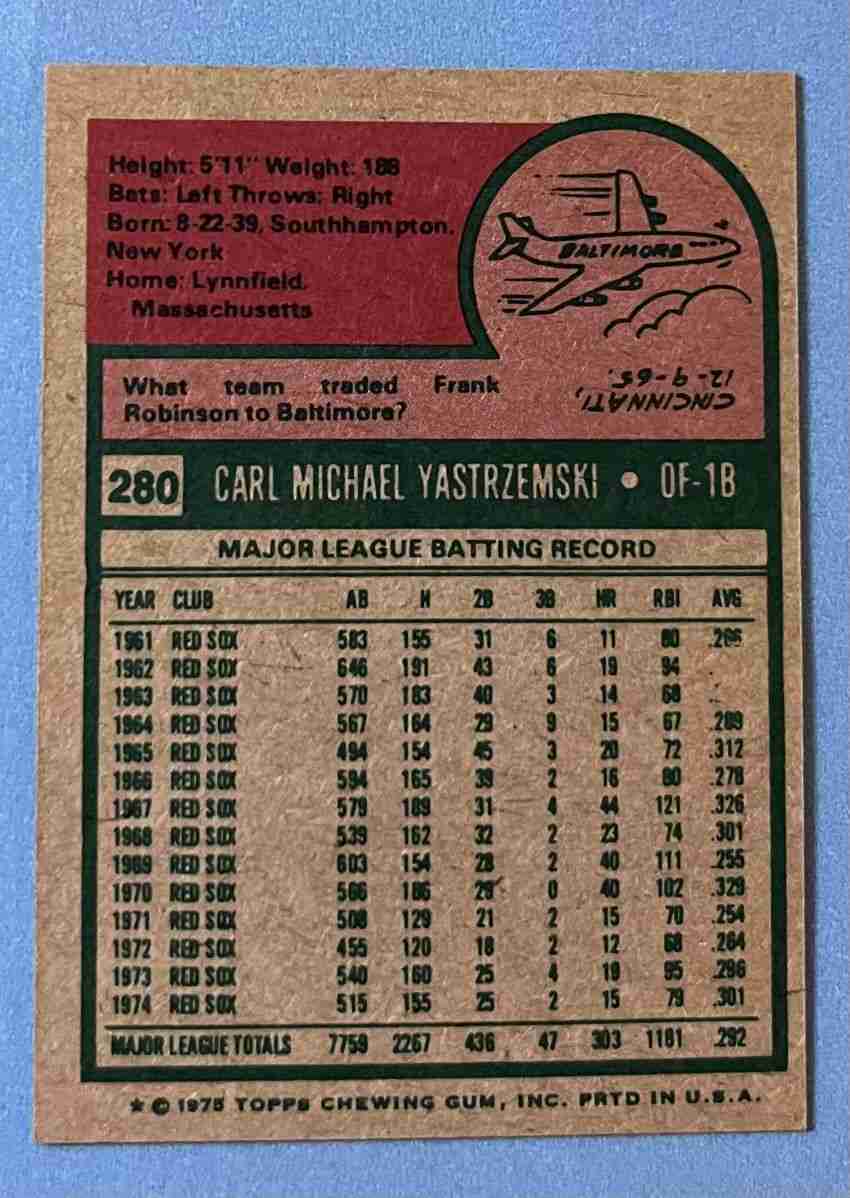 Height: 5'11" Weight: 188
Bats: Left Throws: Right
Born: 8-22-39, Southhampton,
New York
Home: Lynnfield,
Massachusetts
BALTIMORE
What team traded Frank
Robinson to Baltimore?
CINCINNATI,
12-9-65.
280 CARL MICHAEL YASTRZEMSKI • OF-1B
MAJOR LEAGUE BATTING RECORD
YEAR CLUB AB H 2B 3B HR RBI AVG
1961 RED SOX 583 155 31 6 11 80 .266
1962 RED SOX 646 191 43 6 19 94
1963 RED SOX 570 183 40 3 14 68
1964 RED SOX 567 164 29 9 15 67 .289
1965 RED SOX 494 154 45 3 20 72 .312
1966 RED SOX 594 165 39 2 16 80 .278
1967 RED SOX 579 189 31 4 44 121 .326
1968 RED SOX 539 162 32 2 23 74 .301
1969 RED SOX 603 154 28 2 40 111 .255
1970 RED SOX 566 186 29 0 40 102 .329
1971 RED SOX 508 129 21 2 15 70 .254
1972 RED SOX 455 120 18 2 12 68 .264
1973 RED SOX 540 160 25 4 19 95 .296
1974 RED SOX 515 155 25 2 15 79 .301
MAJOR LEAGUE TOTALS 7759 2267 436 47 303 1181 .292
★ © 1975 TOPPS CHEWING GUM, INC. PRTD IN U.S.A.